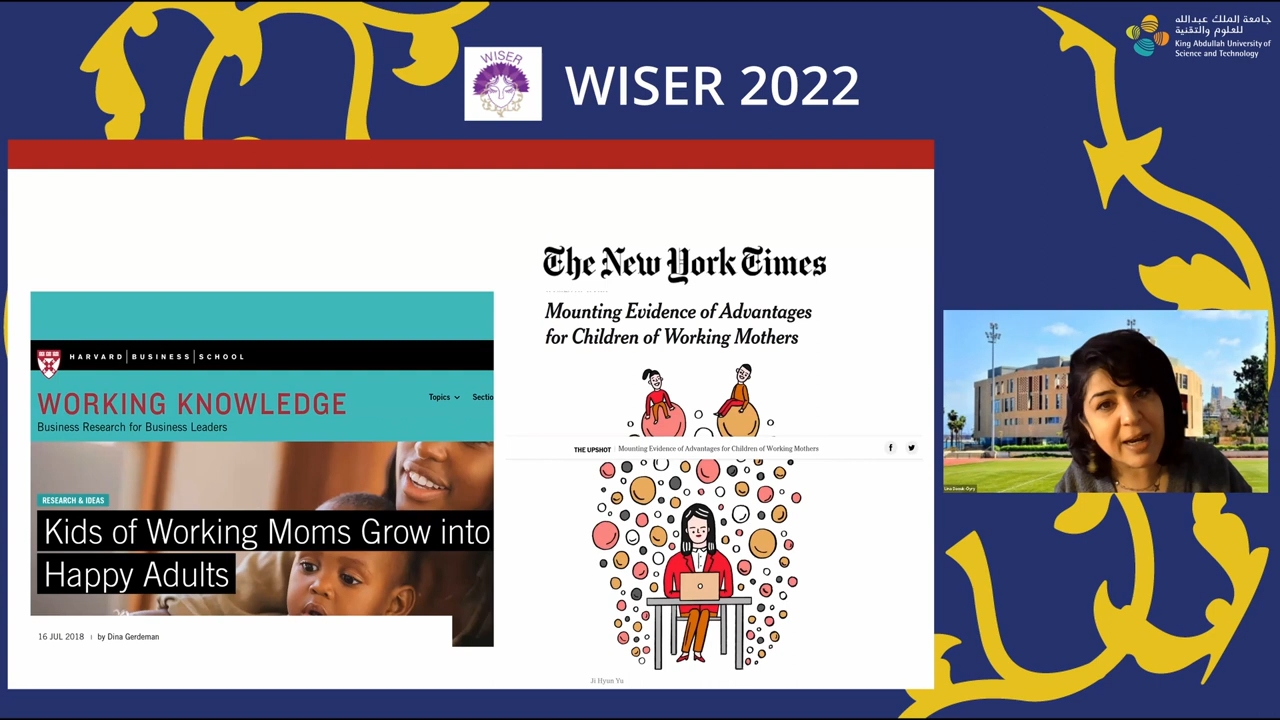 WISER
WISER 2022
جامعة الملك عبدالله
للعلوم والتقنية
King Abdullah University of
Science and Technology
HARVARD | BUSINESS | SCHOOL
WORKING KNOWLEDGE
Business Research for Business Leaders
Topics
Sectio
RESEARCH & IDEAS
Kids of Working Moms Grow into
Happy Adults
16 JUL 2018 | by Dina Gerdeman
The New York Times
Mounting Evidence of Advantages
for Children of Working Mothers
THE UPSHOT | Mounting Evidence of Advantages for Children of Working Mothers
Ji Hyun Yu